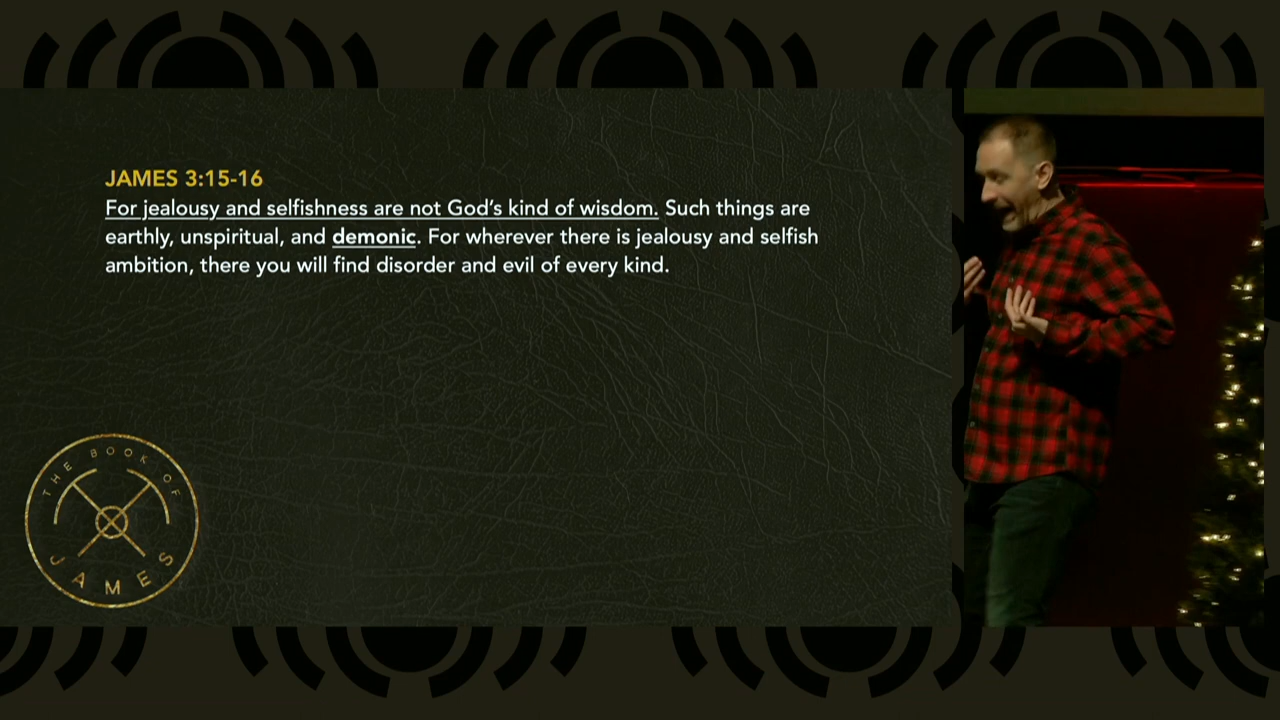 JAMES 3:15-16
For jealousy and selfishness are not God's kind of wisdom. Such things are
earthly, unspiritual, and demonic. For wherever there is jealousy and selfish
ambition, there you will find disorder and evil of every kind.
THE BOOK OF
JAMES